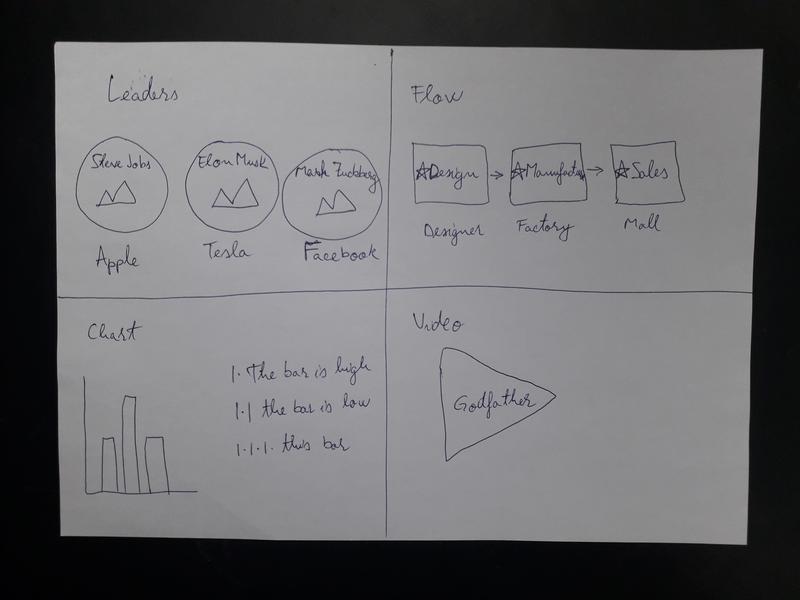 Leaders
Steve Jobs
Elon Musk
Mark Zuckberg
Apple
Tesla
Facebook
Flow
Design
Manufactur
Sales
Designer
Factory
Mall
Chart
1. The bar is high
1.1 the bar is low
1.1.1. this bar
Video
Godfather